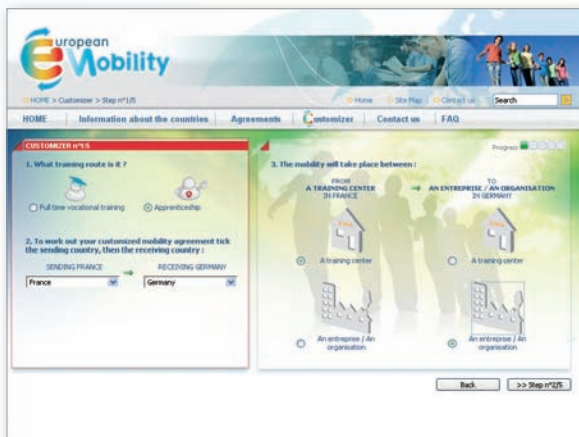 European
Mobility
HOME > Customizer > Step n°1/5
Home Site Map Contact us Search
HOME Information about the countries Agreements Customizer Contact us FAQ
CUSTOMIZER n°1/5
1. What training route is it ?
Full time vocational training Apprenticeship
2. To work out your customized mobility agreement tick
the sending country, then the receiving country :
SENDING FRANCE RECEIVING GERMANY
France Germany
Progress
3. The mobility will take place between :
FROM TO
A TRAINING CENTER AN ENTREPRISE / AN ORGANISATION
IN FRANCE IN GERMANY
A training center A training center
An entreprise / An An entreprise / An
organisation organisation
Back >> Step n°2/5